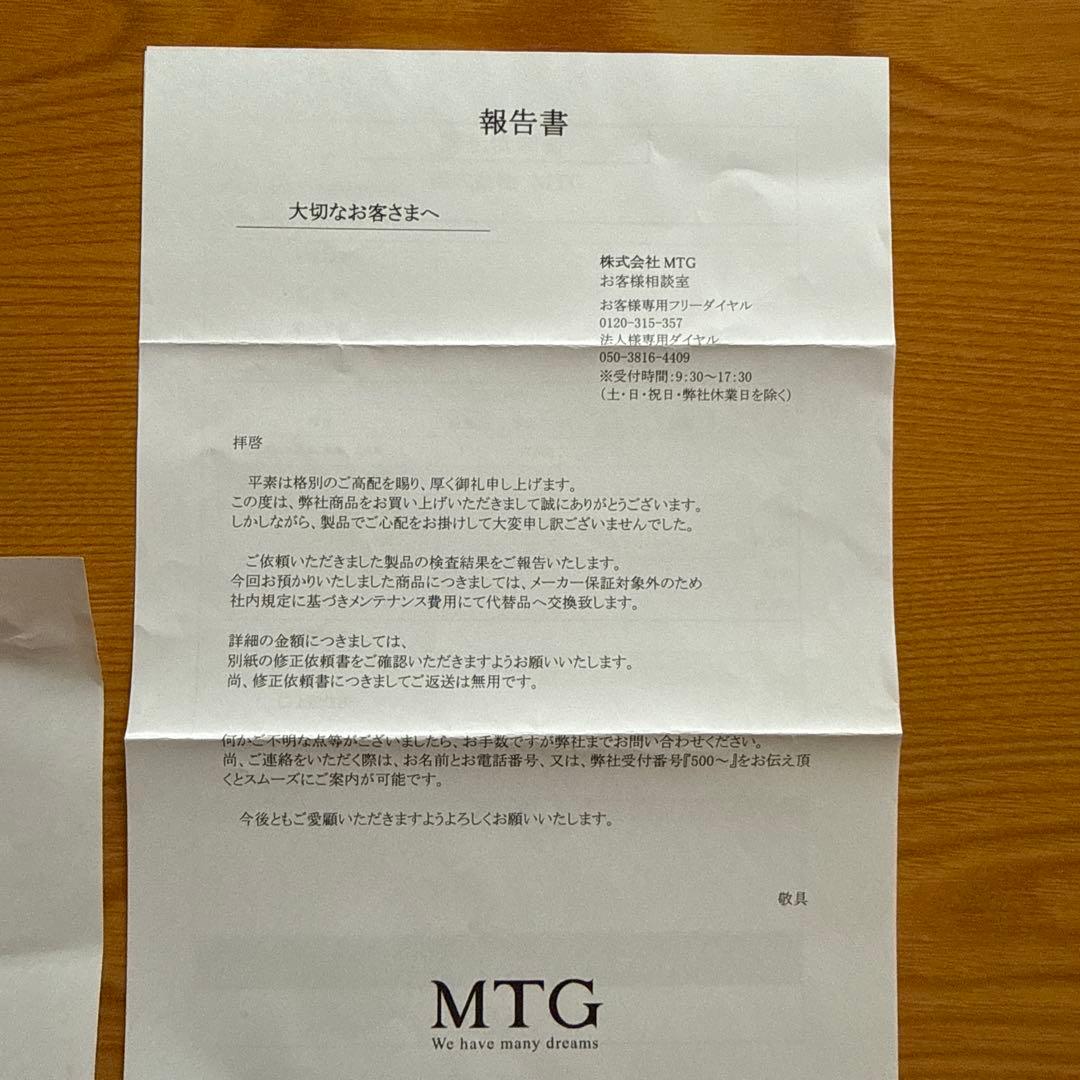 報告書
大切なお客さまへ
株式会社 MTG
お客様相談室
お客様専用フリーダイヤル
0120-315-357
法人様専用ダイヤル
050-3816-4409
※受付時間:9:30～17:30
(土・日・祝日・弊社休業日を除く)
拝啓
平素は格別のご高配を賜り、厚く御礼申し上げます。
この度は、弊社商品をお買い上げいただきまして誠にありがとうございます。
しかしながら、製品でご心配をお掛けして大変申し訳ございませんでした。
ご依頼いただきました製品の検査結果をご報告いたします。
今回お預かりいたしました商品につきましては、メーカー保証対象外のため
社内規定に基づきメンテナンス費用にて代替品へ交換致します。
詳細の金額につきましては、
別紙の修正依頼書をご確認いただきますようお願いいたします。
尚、修正依頼書につきましてご返送は無用です。
何かご不明な点等がございましたら、お手数ですが弊社までお問い合わせください。
尚、ご連絡をいただく際は、お名前とお電話番号、又は、弊社受付番号『500～』をお伝え頂
くとスムーズにご案内が可能です。
今後ともご愛顧いただきますようよろしくお願いいたします。
敬具
MTG
We have many dreams